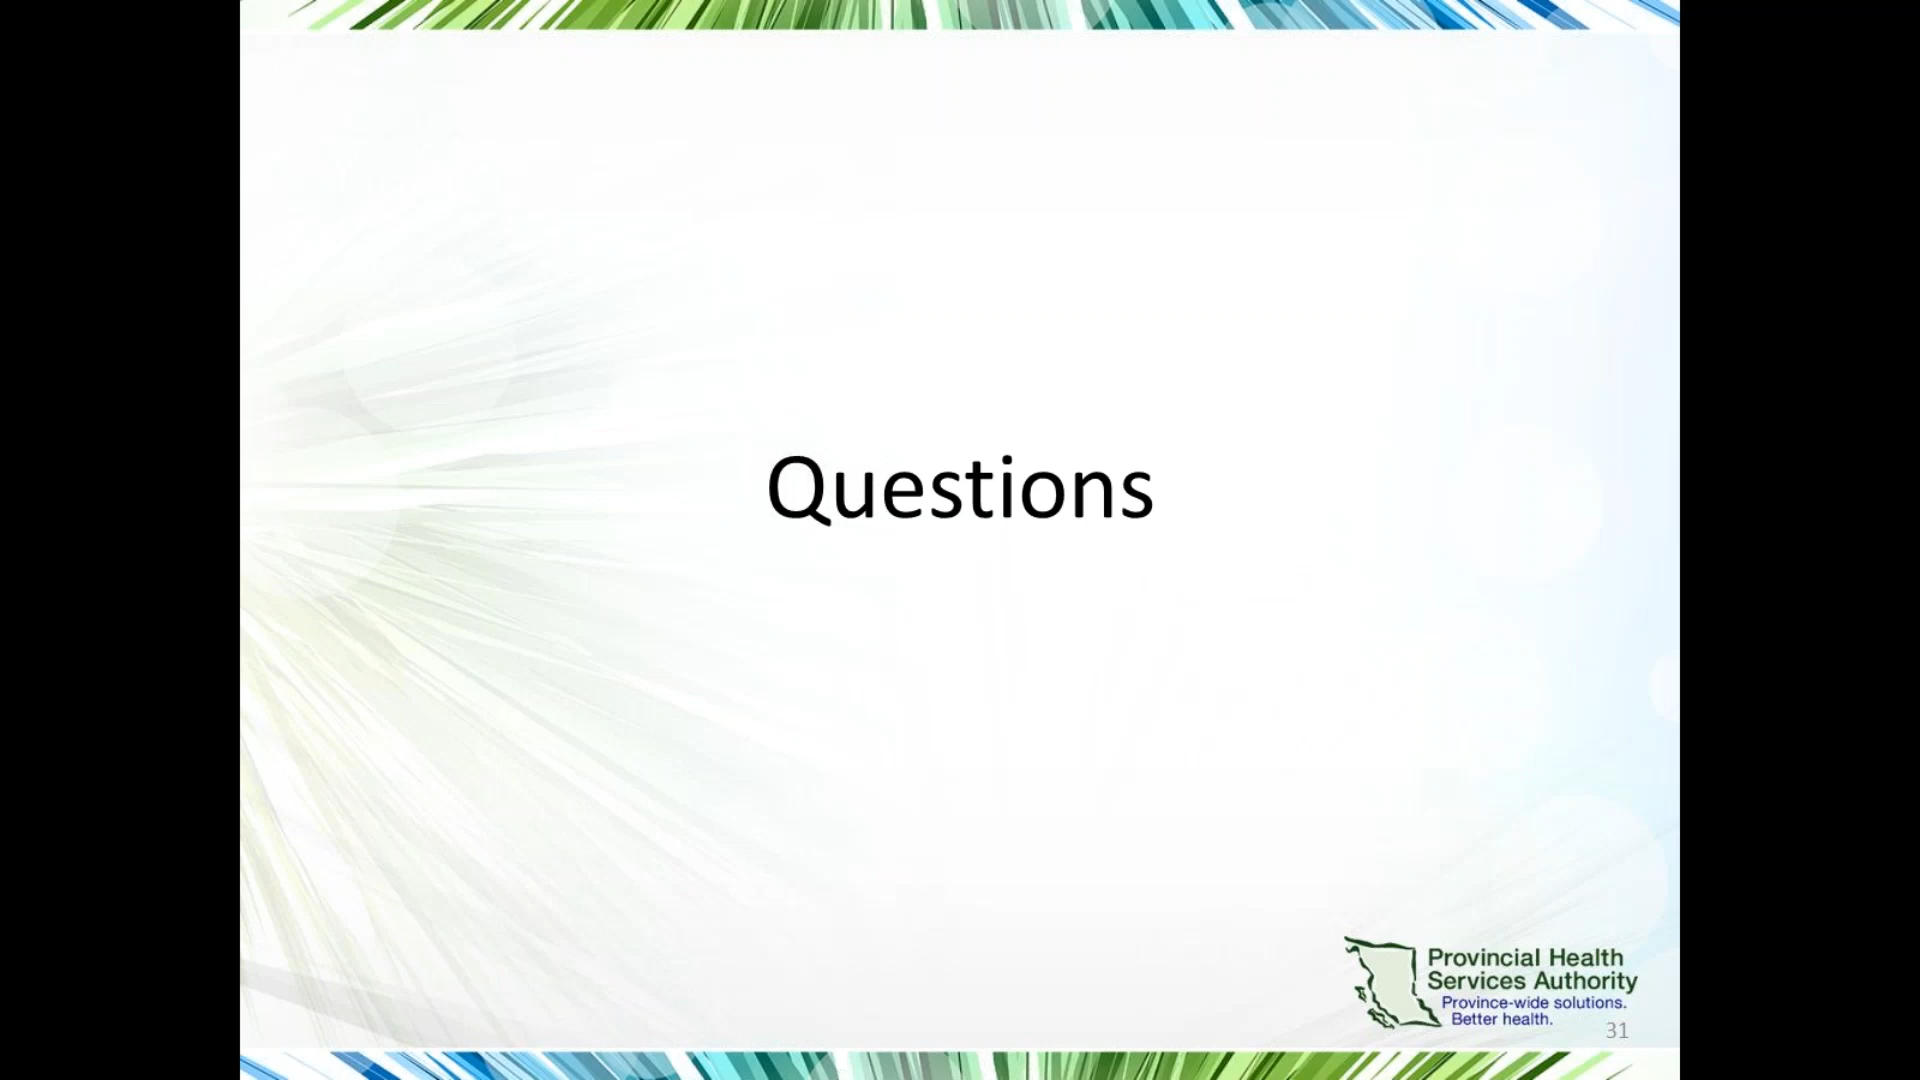 Questions
Provincial Health
Services Authority
Province-wide solutions.
Better health.
31